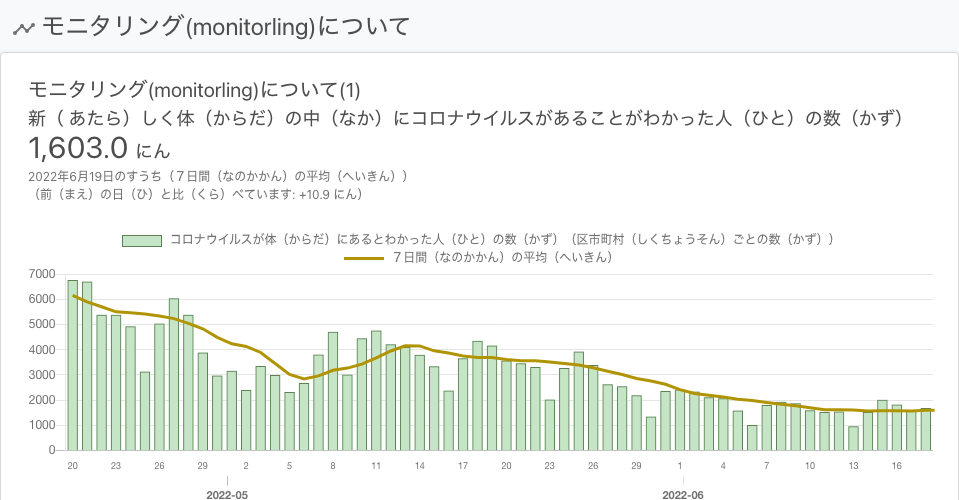 モニタリング(monitorling)について
モニタリング(monitorling)について(1)
新（ あたら）しく体（からだ）の中（なか）にコロナウイルスがあることがわかった人（ひと）の数（かず）
1,603.0 にん
2022年6月19日のすうち（７日間（なのかかん）の平均（へいきん））
（前（まえ）の日（ひ）と比（くら）べています: +10.9 にん）
コロナウイルスが体（からだ）にあるとわかった人（ひと）の数（かず）（区市町村（しくちょうそん）ごとの数（かず））
７日間（なのかかん）の平均（へいきん）
7000
6000
5000
4000
3000
2000
1000
0
20 23 26 29 2 5 8 11 14 17 20 23 26 29 1 4 7 10 13 16
2022-05 2022-06